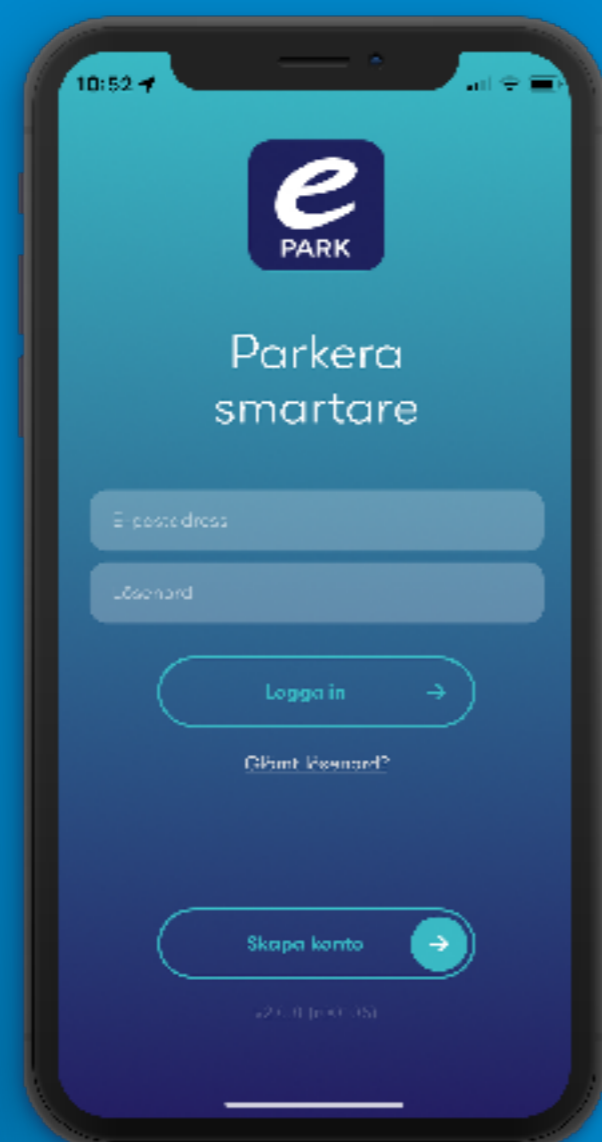 10:52
e
PARK
Parkera
smartare
E-postadress
Lösenord
Logga in
Glömt lösenord?
Skapa konto